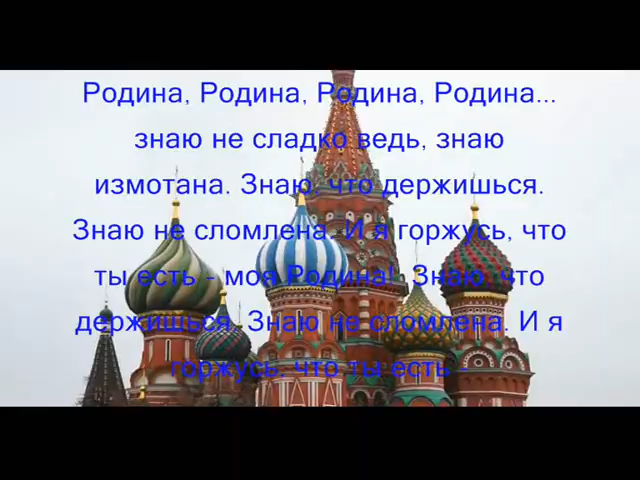 Родина, Родина, Родина, Родина...
знаю не сладко ведь, знаю
измотана. Знаю, что держишься.
Знаю не сломлена. И я горжусь, что
ты есть - моя Родина!. Знаю, что
держишься. Знаю не сломлена. И я
горжусь, что ты есть -